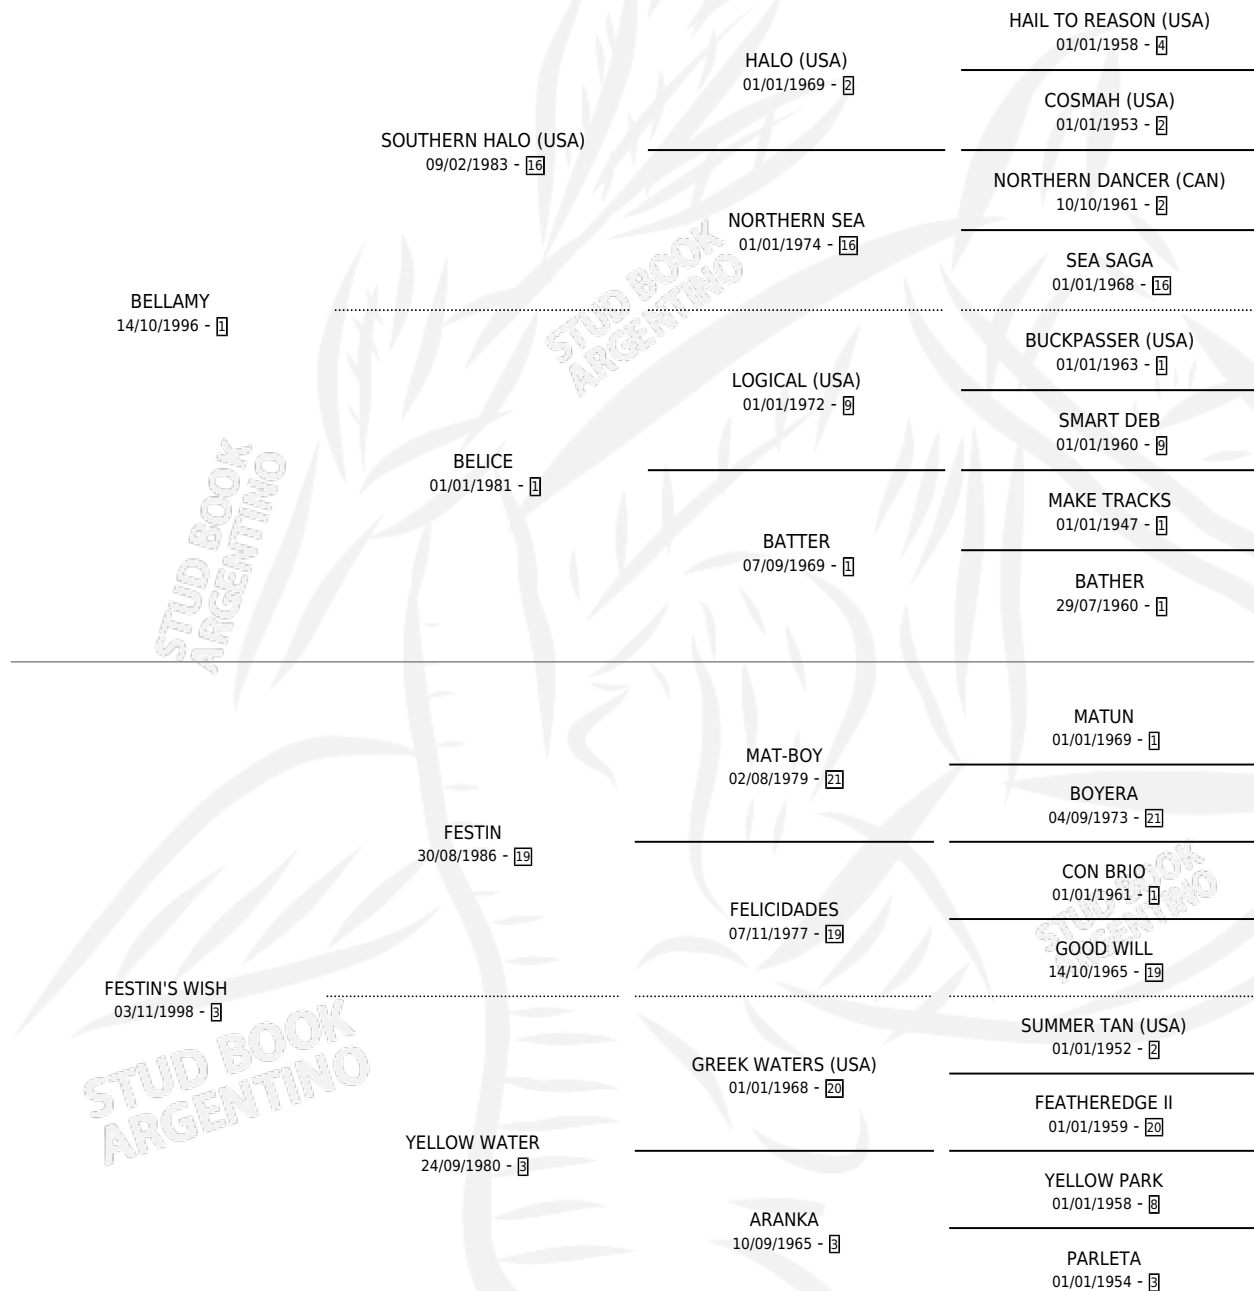 HAIL TO REASON (USA)
01/01/1958 - 4
HALO (USA)
01/01/1969 - 2
COSMAH (USA)
01/01/1953 - 2
SOUTHERN HALO (USA)
09/02/1983 - 16
NORTHERN DANCER (CAN)
10/10/1961 - 2
NORTHERN SEA
01/01/1974 - 16
SEA SAGA
01/01/1968 - 16
BELLAMY
14/10/1996 - 1
BUCKPASSER (USA)
01/01/1963 - 1
LOGICAL (USA)
01/01/1972 - 9
SMART DEB
01/01/1960 - 9
BELICE
01/01/1981 - 1
MAKE TRACKS
01/01/1947 - 1
BATTER
07/09/1969 - 1
BATHER
29/07/1960 - 1
MATUN
01/01/1969 - 1
MAT-BOY
02/08/1979 - 21
BOYERA
04/09/1973 - 21
FESTIN
30/08/1986 - 19
CON BRIO
01/01/1961 - 1
FELICIDADES
07/11/1977 - 19
GOOD WILL
14/10/1965 - 19
FESTIN'S WISH
03/11/1998 - 3
SUMMER TAN (USA)
01/01/1952 - 2
GREEK WATERS (USA)
01/01/1968 - 20
FEATHEREDGE II
01/01/1959 - 20
YELLOW WATER
24/09/1980 - 3
YELLOW PARK
01/01/1958 - 8
ARANKA
10/09/1965 - 3
PARLETA
01/01/1954 - 3
STUD BOOK
ARGENTINO
STUD BOOK
ARGENTINO
STUD BOOK
ARGENTINO
STUD BOOK
ARGENTINO